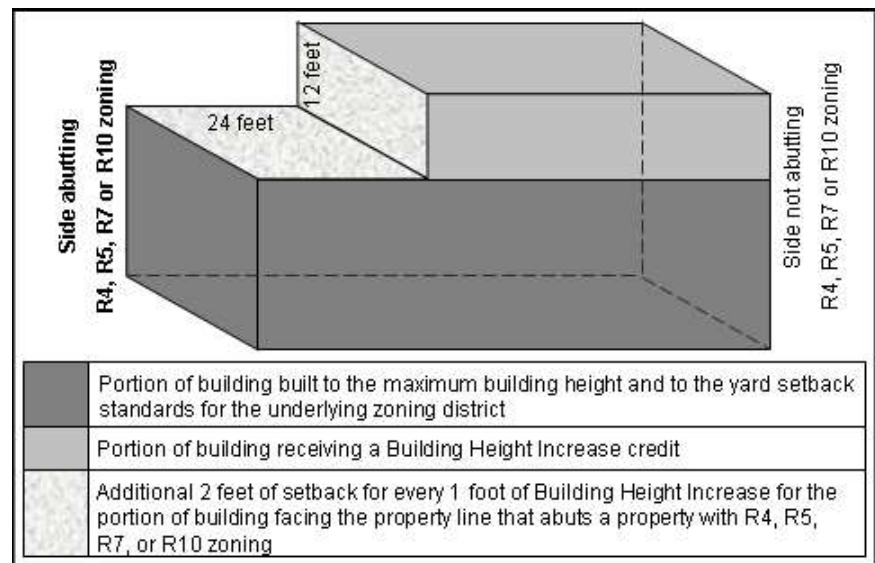 Side abutting
R4, R5, R7 or R10 zoning
24 feet
12 feet
Side not abutting
R4, R5, R7 or R10 zoning
Portion of building built to the maximum building height and to the yard setback
standards for the underlying zoning district
Portion of building receiving a Building Height Increase credit
Additional 2 feet of setback for every 1 foot of Building Height Increase for the
portion of building facing the property line that abuts a property with R4, R5,
R7, or R10 zoning